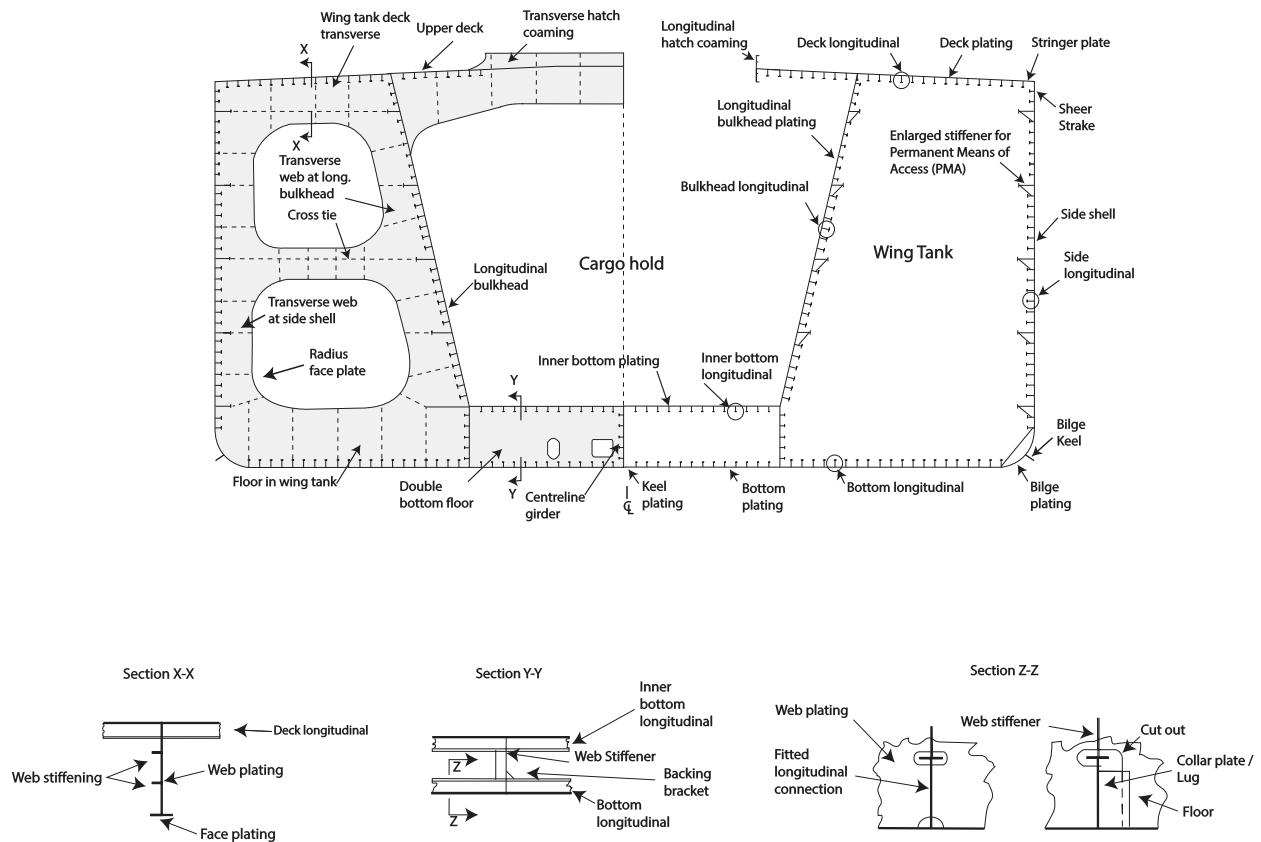 Wing tank deck
transverse
Upper deck
Transverse hatch
coaming
Longitudinal
hatch coaming
Deck longitudinal
Deck plating
Stringer plate
X
X
Sheer
Strake
Longitudinal
bulkhead plating
Enlarged stiffener for
Permanent Means of
Access (PMA)
Transverse
web at long.
bulkhead
Cross tie
Bulkhead longitudinal
Side shell
Cargo hold
Wing Tank
Side
longitudinal
Longitudinal
bulkhead
Transverse web
at side shell
Radius
face plate
Inner bottom plating
Inner bottom
longitudinal
Y
Y
Bilge
Keel
Floor in wing tank
Double
bottom floor
Centreline
girder
Keel
plating
C
L
Bottom
plating
Bottom longitudinal
Bilge
plating
Section X-X
Deck longitudinal
Web stiffening
Web plating
Face plating
Section Y-Y
Inner
bottom
longitudinal
Web Stiffener
Z
Z
Backing
bracket
Bottom
longitudinal
Section Z-Z
Web plating
Fitted
longitudinal
connection
Web stiffener
Cut out
Collar plate /
Lug
Floor